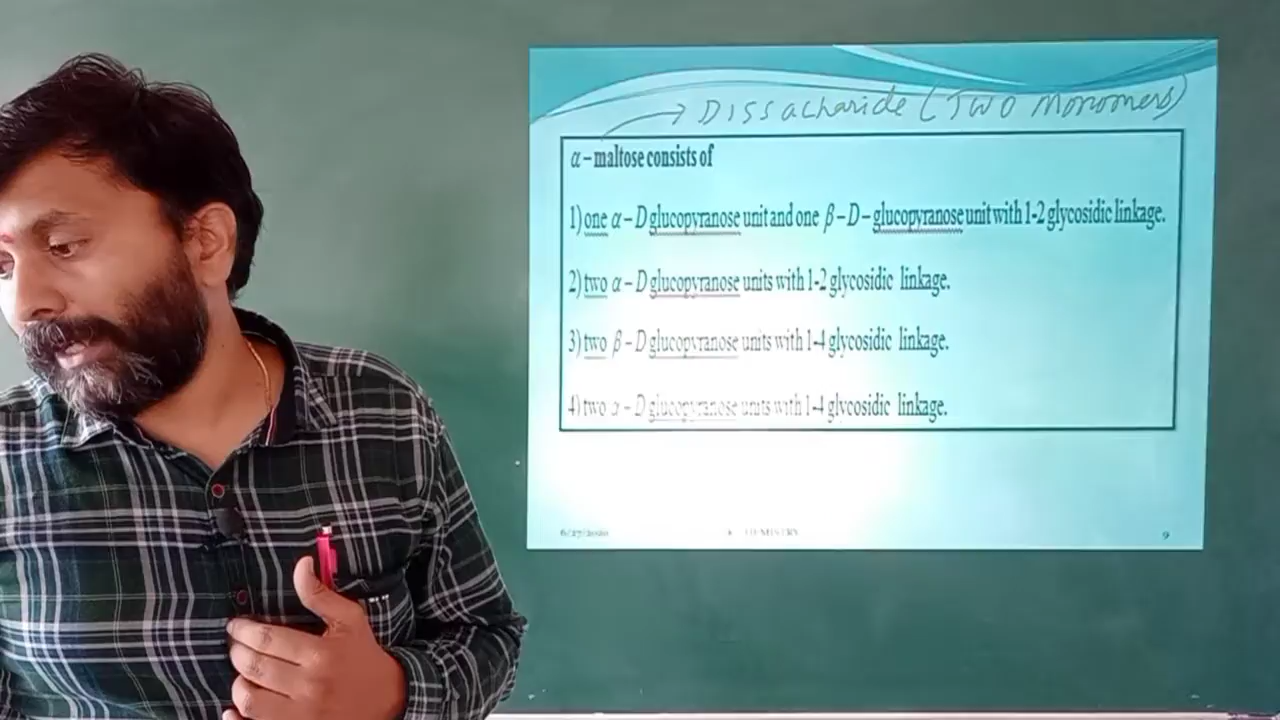 → Dissacharide (Two Monomers)
α – maltose consists of
1) one α – D glucopyranose unit and one β – D – glucopyranose unit with 1-2 glycosidic linkage.
2) two α – D glucopyranose units with 1-2 glycosidic linkage.
3) two β – D glucopyranose units with 1-4 glycosidic linkage.
4) two α – D glucopyranose units with 1-4 glycosidic linkage.
CHEMISTRY 9